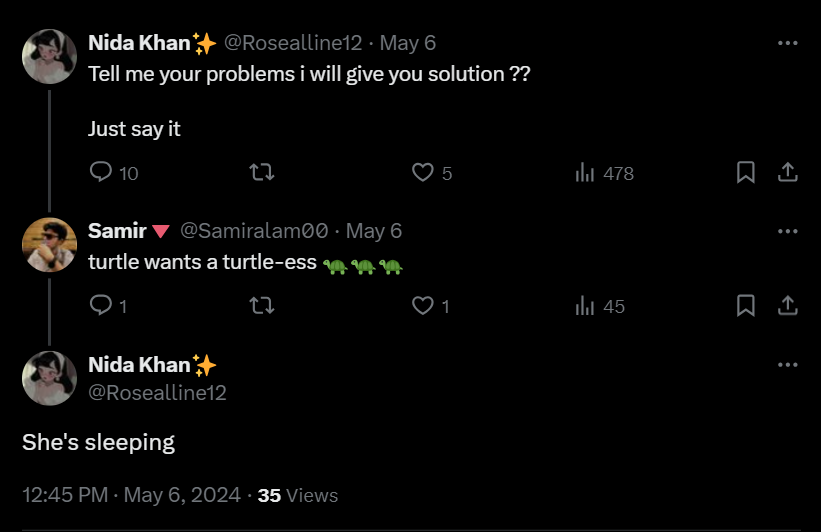 Nida Khan✨ @Rosealline12 · May 6
Tell me your problems i will give you solution ??
Just say it
10 5 478
Samir🔻 @Samiralam00 · May 6
turtle wants a turtle-ess 🐢🐢🐢
1 1 45
Nida Khan✨
@Rosealline12
She's sleeping
12:45 PM · May 6, 2024 · 35 Views